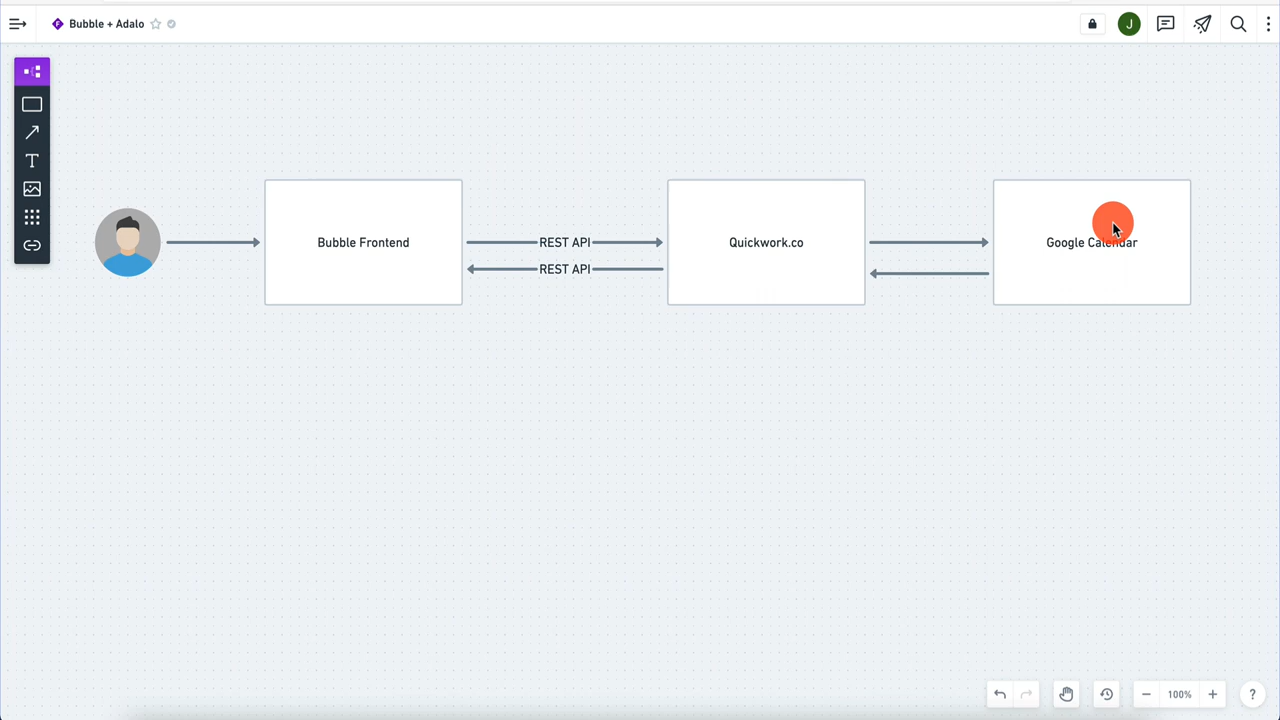 Bubble + Adalo
J
Bubble Frontend
REST API
REST API
Quickwork.co
Google Calendar
100%
?